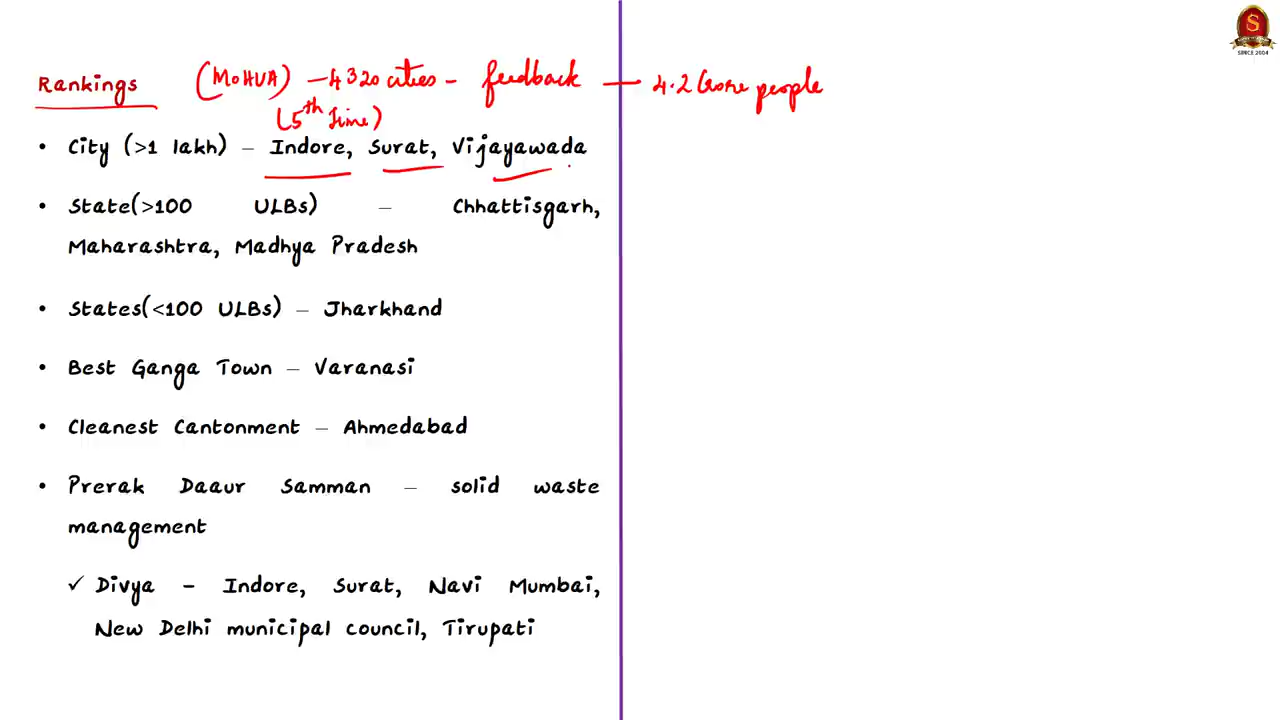 Rankings (MOHUA) - 4320 cities - feedback - 4.2 Crore people
(5th time)
• City (>1 lakh) – Indore, Surat, Vijayawada
• State(>100 ULBs) – Chhattisgarh,
Maharashtra, Madhya Pradesh
• States(<100 ULBs) – Jharkhand
• Best Ganga Town – Varanasi
• Cleanest Cantonment – Ahmedabad
• Prerak Daaur Samman – solid waste
management
✓ Divya – Indore, Surat, Navi Mumbai,
New Delhi municipal council, Tirupati
S
SINCE 2004